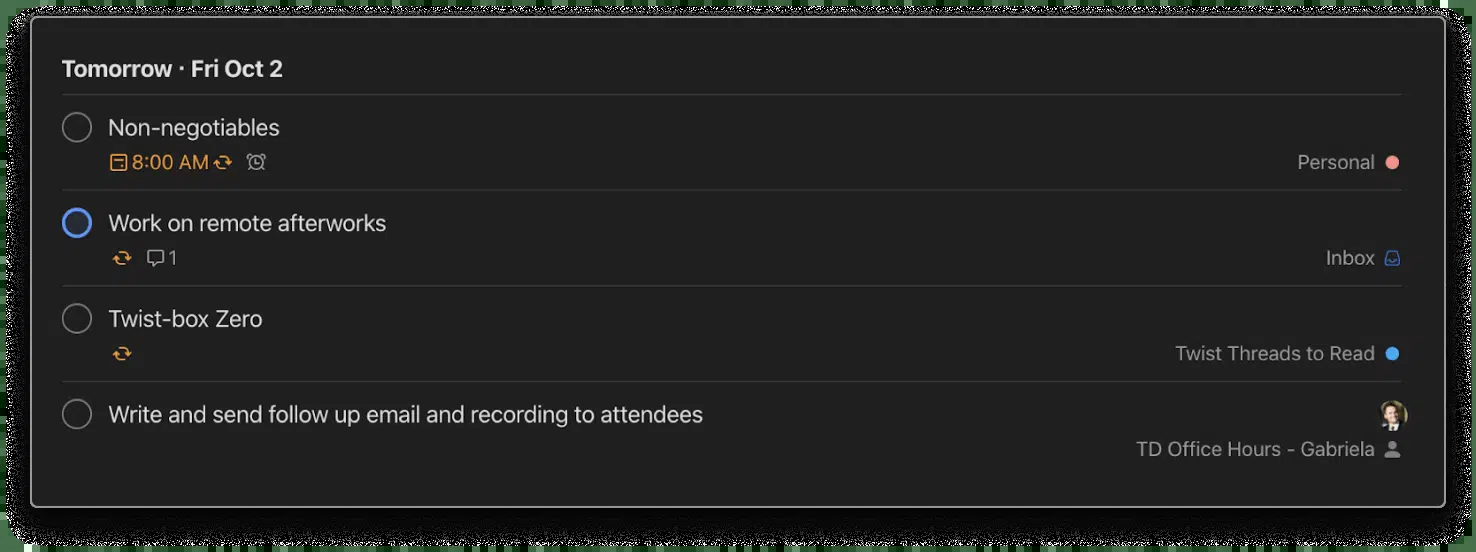 Tomorrow · Fri Oct 2
Non-negotiables
8:00 AM
Personal
Work on remote afterworks
1
Inbox
Twist-box Zero
Twist Threads to Read
Write and send follow up email and recording to attendees
TD Office Hours - Gabriela